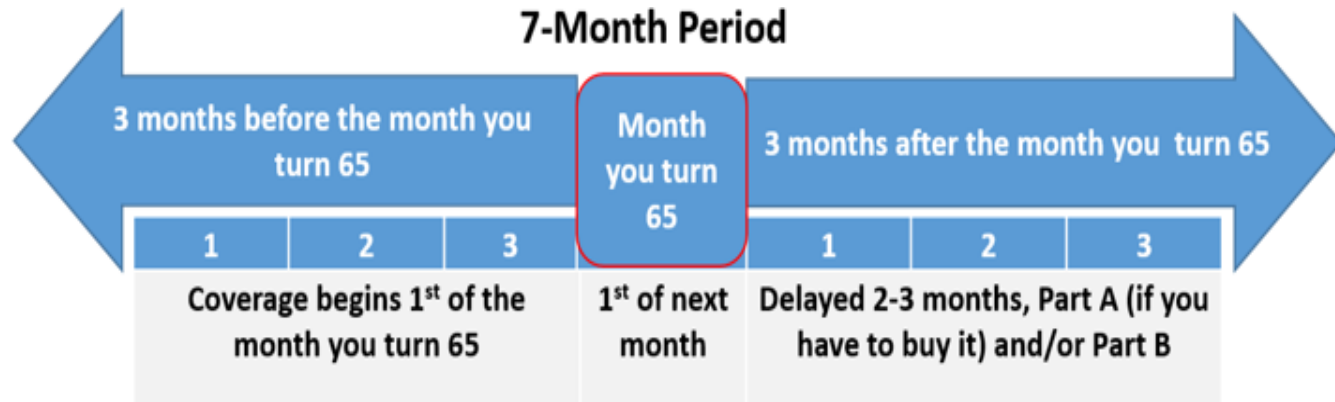 7-Month Period
3 months before the month you
turn 65
Month
you turn
65
3 months after the month you turn 65
1 2 3
1 2 3
Coverage begins 1st of the
month you turn 65
1st of next
month
Delayed 2-3 months, Part A (if you
have to buy it) and/or Part B